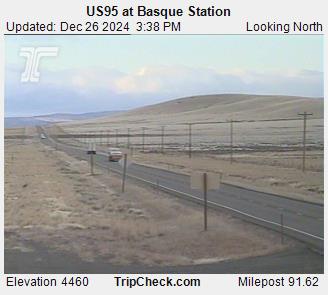 US95 at Basque Station
Updated: Dec 26 2024 3:38 PM Looking North
Elevation 4460 TripCheck.com Milepost 91.62